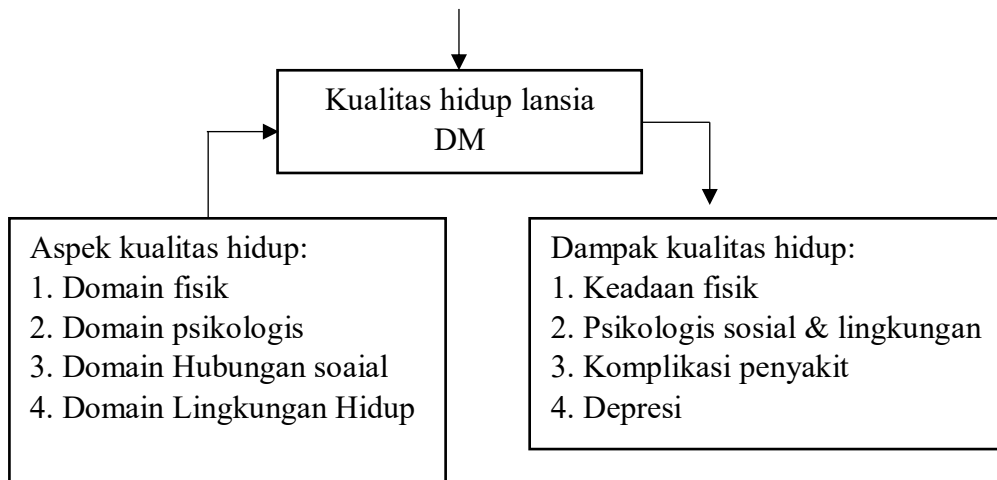 Kualitas hidup lansia
DM
Aspek kualitas hidup:
1. Domain fisik
2. Domain psikologis
3. Domain Hubungan soaial
4. Domain Lingkungan Hidup
Dampak kualitas hidup:
1. Keadaan fisik
2. Psikologis sosial & lingkungan
3. Komplikasi penyakit
4. Depresi